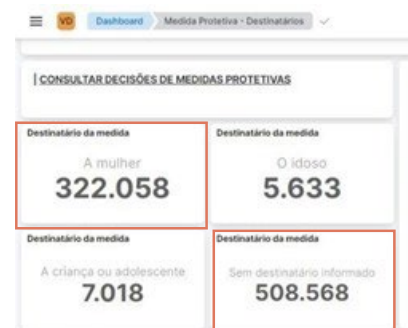 VD Dashboard Medida Protetiva - Destinatários
| CONSULTAR DECISÕES DE MEDIDAS PROTETIVAS
Destinatário da medida
A mulher
322.058
Destinatário da medida
O idoso
5.633
Destinatário da medida
A criança ou adolescente
7.018
Destinatário da medida
Sem destinatário informado
508.568